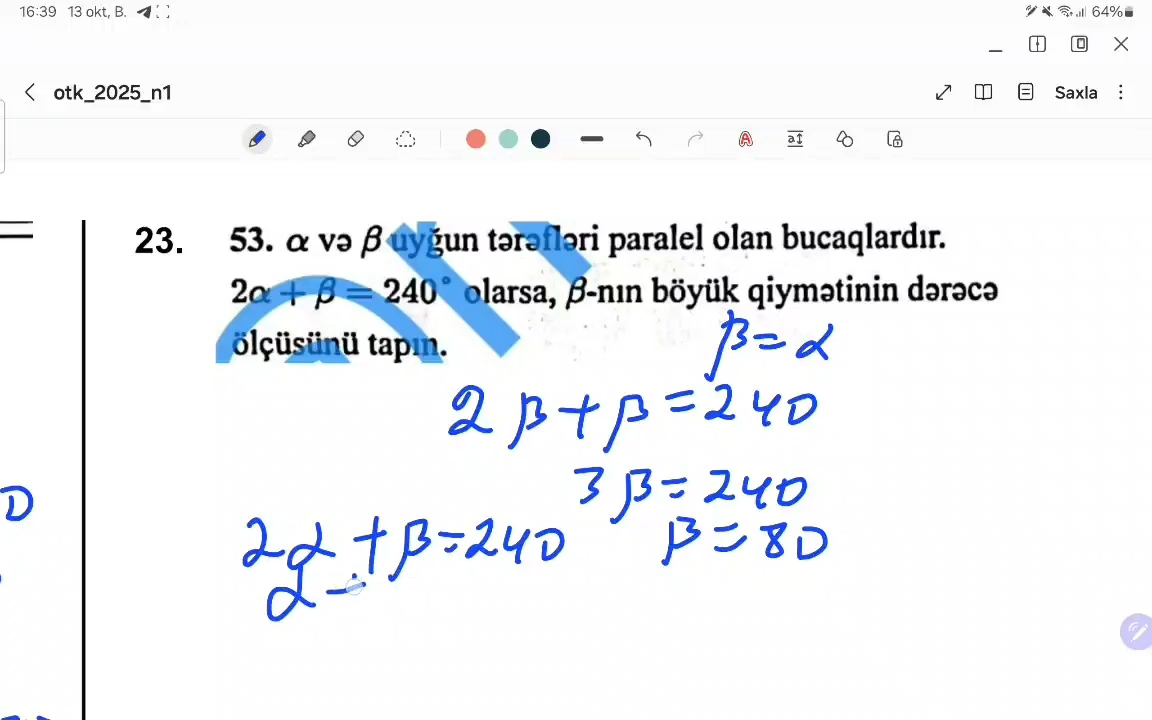 16:39 13 okt, B. 64%
otk_2025_n1 Saxla
23. 53. α və β uyğun tərəfləri paralel olan bucaqlardır.
2α + β = 240° olarsa, β-nın böyük qiymətinin dərəcə
ölçüsünü tapın.
β=α
2β+β=240
3β=240
2α+β=240 β=80
α